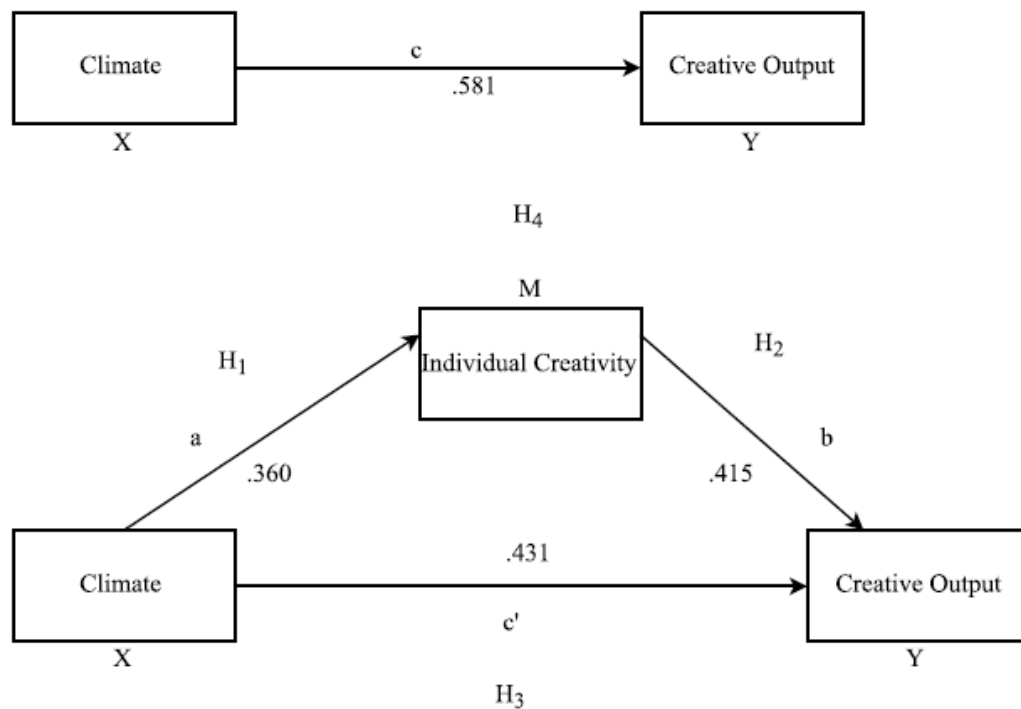 Climate
c
.581
Creative Output
X
Y
H4
M
Individual Creativity
H1
H2
a
.360
b
.415
Climate
.431
c'
Creative Output
X
Y
H3